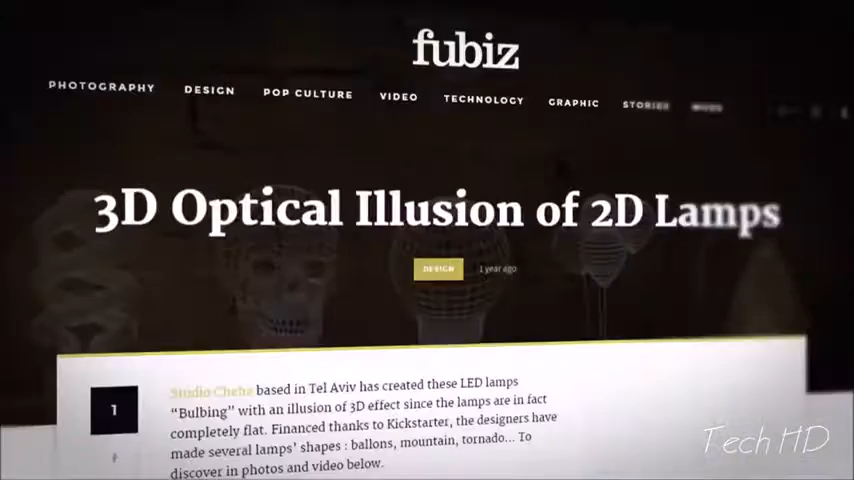 fubiz
PHOTOGRAPHY DESIGN POP CULTURE VIDEO TECHNOLOGY GRAPHIC STORIES
3D Optical Illusion of 2D Lamps
DESIGN 1 year ago
1
Studio Cheha based in Tel Aviv has created these LED lamps
“Bulbing” with an illusion of 3D effect since the lamps are in fact
completely flat. Financed thanks to Kickstarter, the designers have
made several lamps’ shapes : ballons, mountain, tornado... To
discover in photos and video below.
Tech HD